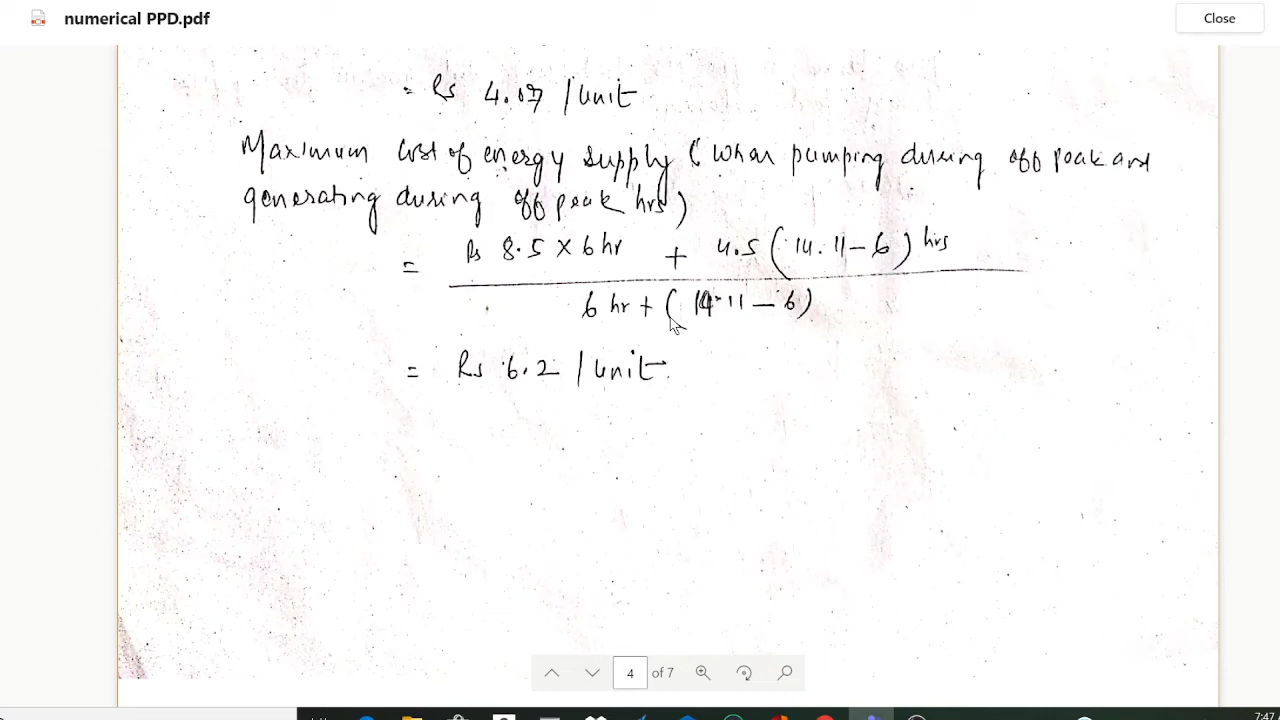 numerical PPD.pdf
Close
= Rs 4.07 / unit
Maximum cost of energy supply ( when pumping during off peak and
generating during off peak hrs )
= Rs 8.5 × 6 hr + 4.5 ( 14.11 – 6 ) hrs
6 hr + ( 14.11 – 6 )
= Rs 6.2 / unit
4 of 7
7:47